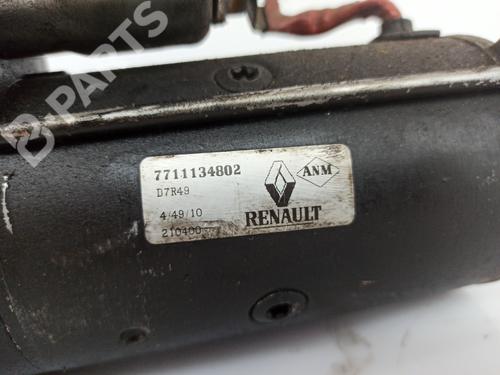 B-PARTS
7711134802
D7R49
4/49/10
210400
RENAULT
ANM